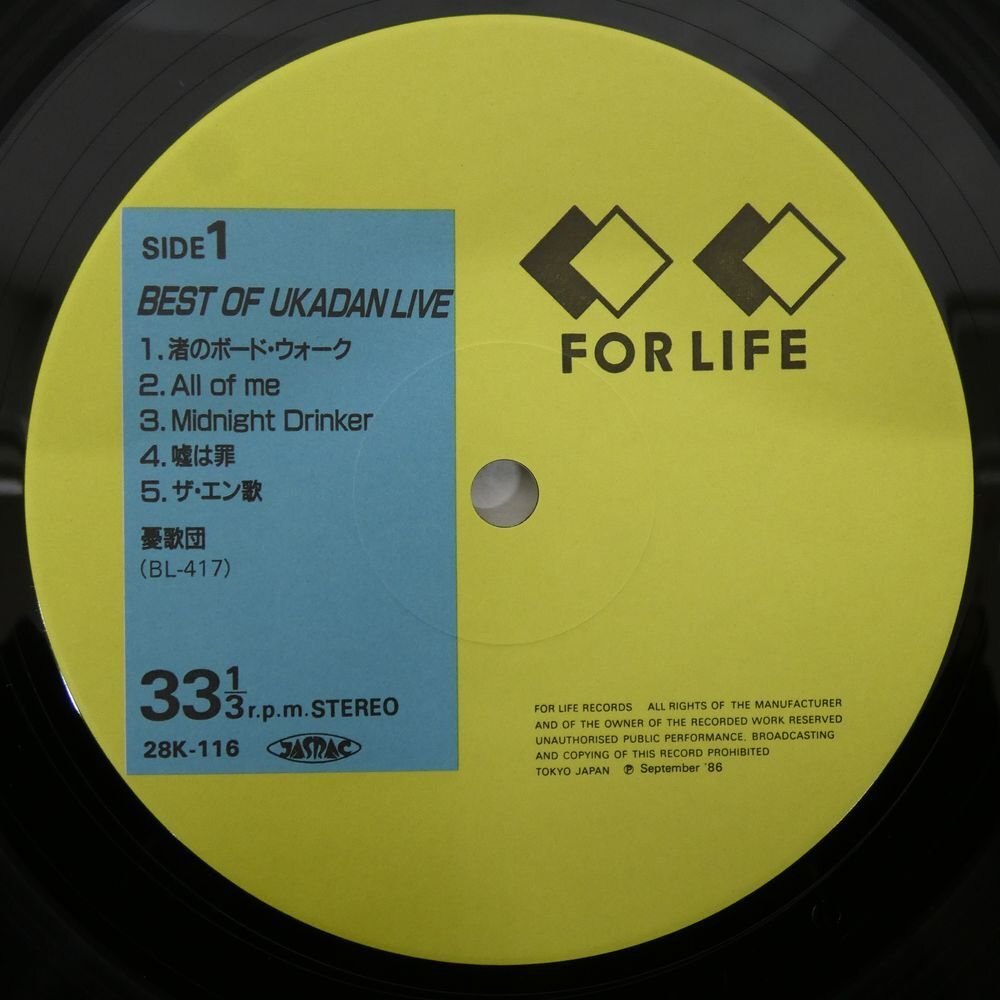 SIDE 1
BEST OF UKADAN LIVE
1. 渚のボード・ウォーク
2. All of me
3. Midnight Drinker
4. 嘘は罪
5. ザ・エン歌
憂歌団
(BL-417)
33 1/3 r.p.m. STEREO
28K-116 JASRAC
FOR LIFE
FOR LIFE RECORDS ALL RIGHTS OF THE MANUFACTURER
AND OF THE OWNER OF THE RECORDED WORK RESERVED
UNAUTHORISED PUBLIC PERFORMANCE, BROADCASTING
AND COPYING OF THIS RECORD PROHIBITED
TOKYO JAPAN ℗ September '86